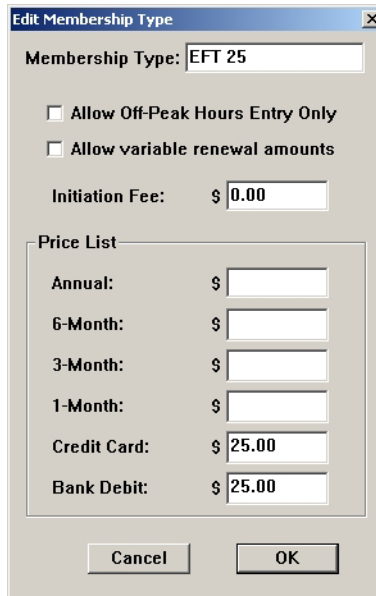 Edit Membership Type
Membership Type: EFT 25
Allow Off-Peak Hours Entry Only
Allow variable renewal amounts
Initiation Fee: $ 0.00
Price List
Annual: $
6-Month: $
3-Month: $
1-Month: $
Credit Card: $ 25.00
Bank Debit: $ 25.00
Cancel OK